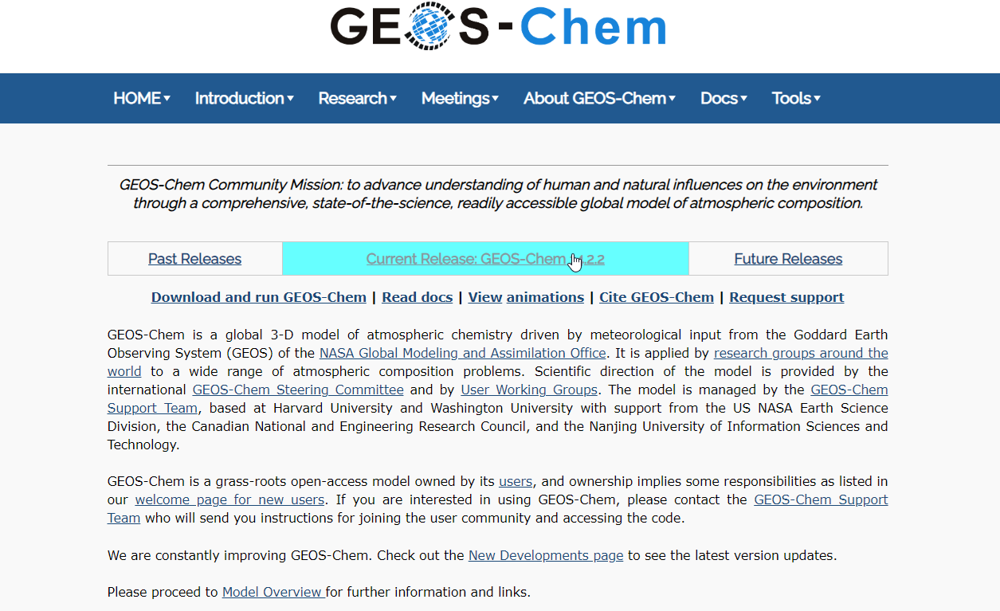 GEOS-Chem
HOME Introduction Research Meetings About GEOS-Chem Docs Tools
GEOS-Chem Community Mission: to advance understanding of human and natural influences on the environment
through a comprehensive, state-of-the-science, readily accessible global model of atmospheric composition.
Past Releases Current Release: GEOS-Chem Future Releases
Download and run GEOS-Chem | Read docs | View animations | Cite GEOS-Chem | Request support
GEOS-Chem is a global 3-D model of atmospheric chemistry driven by meteorological input from the Goddard Earth
Observing System (GEOS) of the NASA Global Modeling and Assimilation Office. It is applied by research groups around the
world to a wide range of atmospheric composition problems. Scientific direction of the model is provided by the
international GEOS-Chem Steering Committee and by User Working Groups. The model is managed by the GEOS-Chem
Support Team, based at Harvard University and Washington University with support from the US NASA Earth Science
Division, the Canadian National and Engineering Research Council, and the Nanjing University of Information Sciences and
Technology.
GEOS-Chem is a grass-roots open-access model owned by its users, and ownership implies some responsibilities as listed in
our welcome page for new users. If you are interested in using GEOS-Chem, please contact the GEOS-Chem Support
Team who will send you instructions for joining the user community and accessing the code.
We are constantly improving GEOS-Chem. Check out the New Developments page to see the latest version updates.
Please proceed to Model Overview for further information and links.